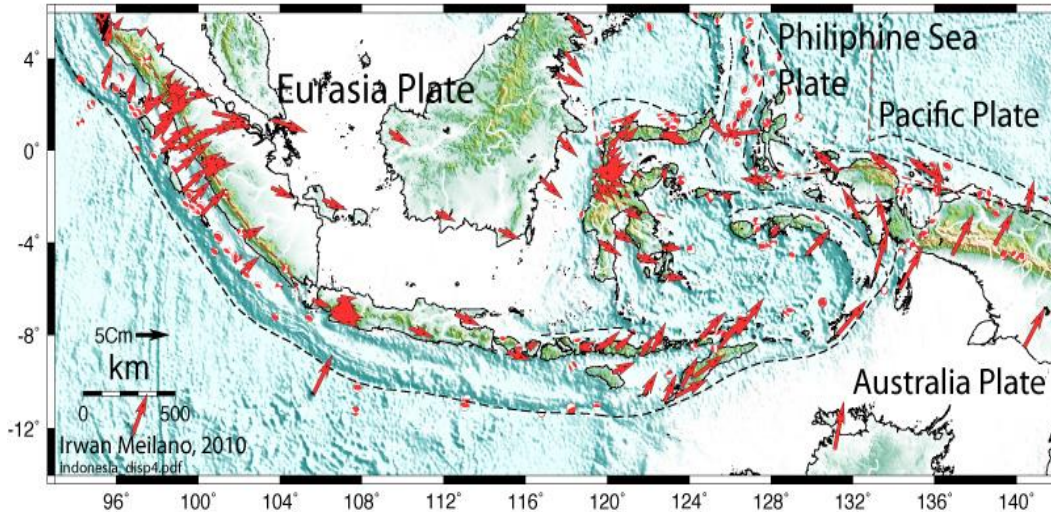 Philiphine Sea
Plate
Eurasia Plate
Pacific Plate
4˚
0˚
-4˚
-8˚
-12˚
5Cm
km
0
500
Australia Plate
Irwan Meilano, 2010
indonesia_disp4.pdf
96˚ 100˚ 104˚ 108˚ 112˚ 116˚ 120˚ 124˚ 128˚ 132˚ 136˚ 140˚